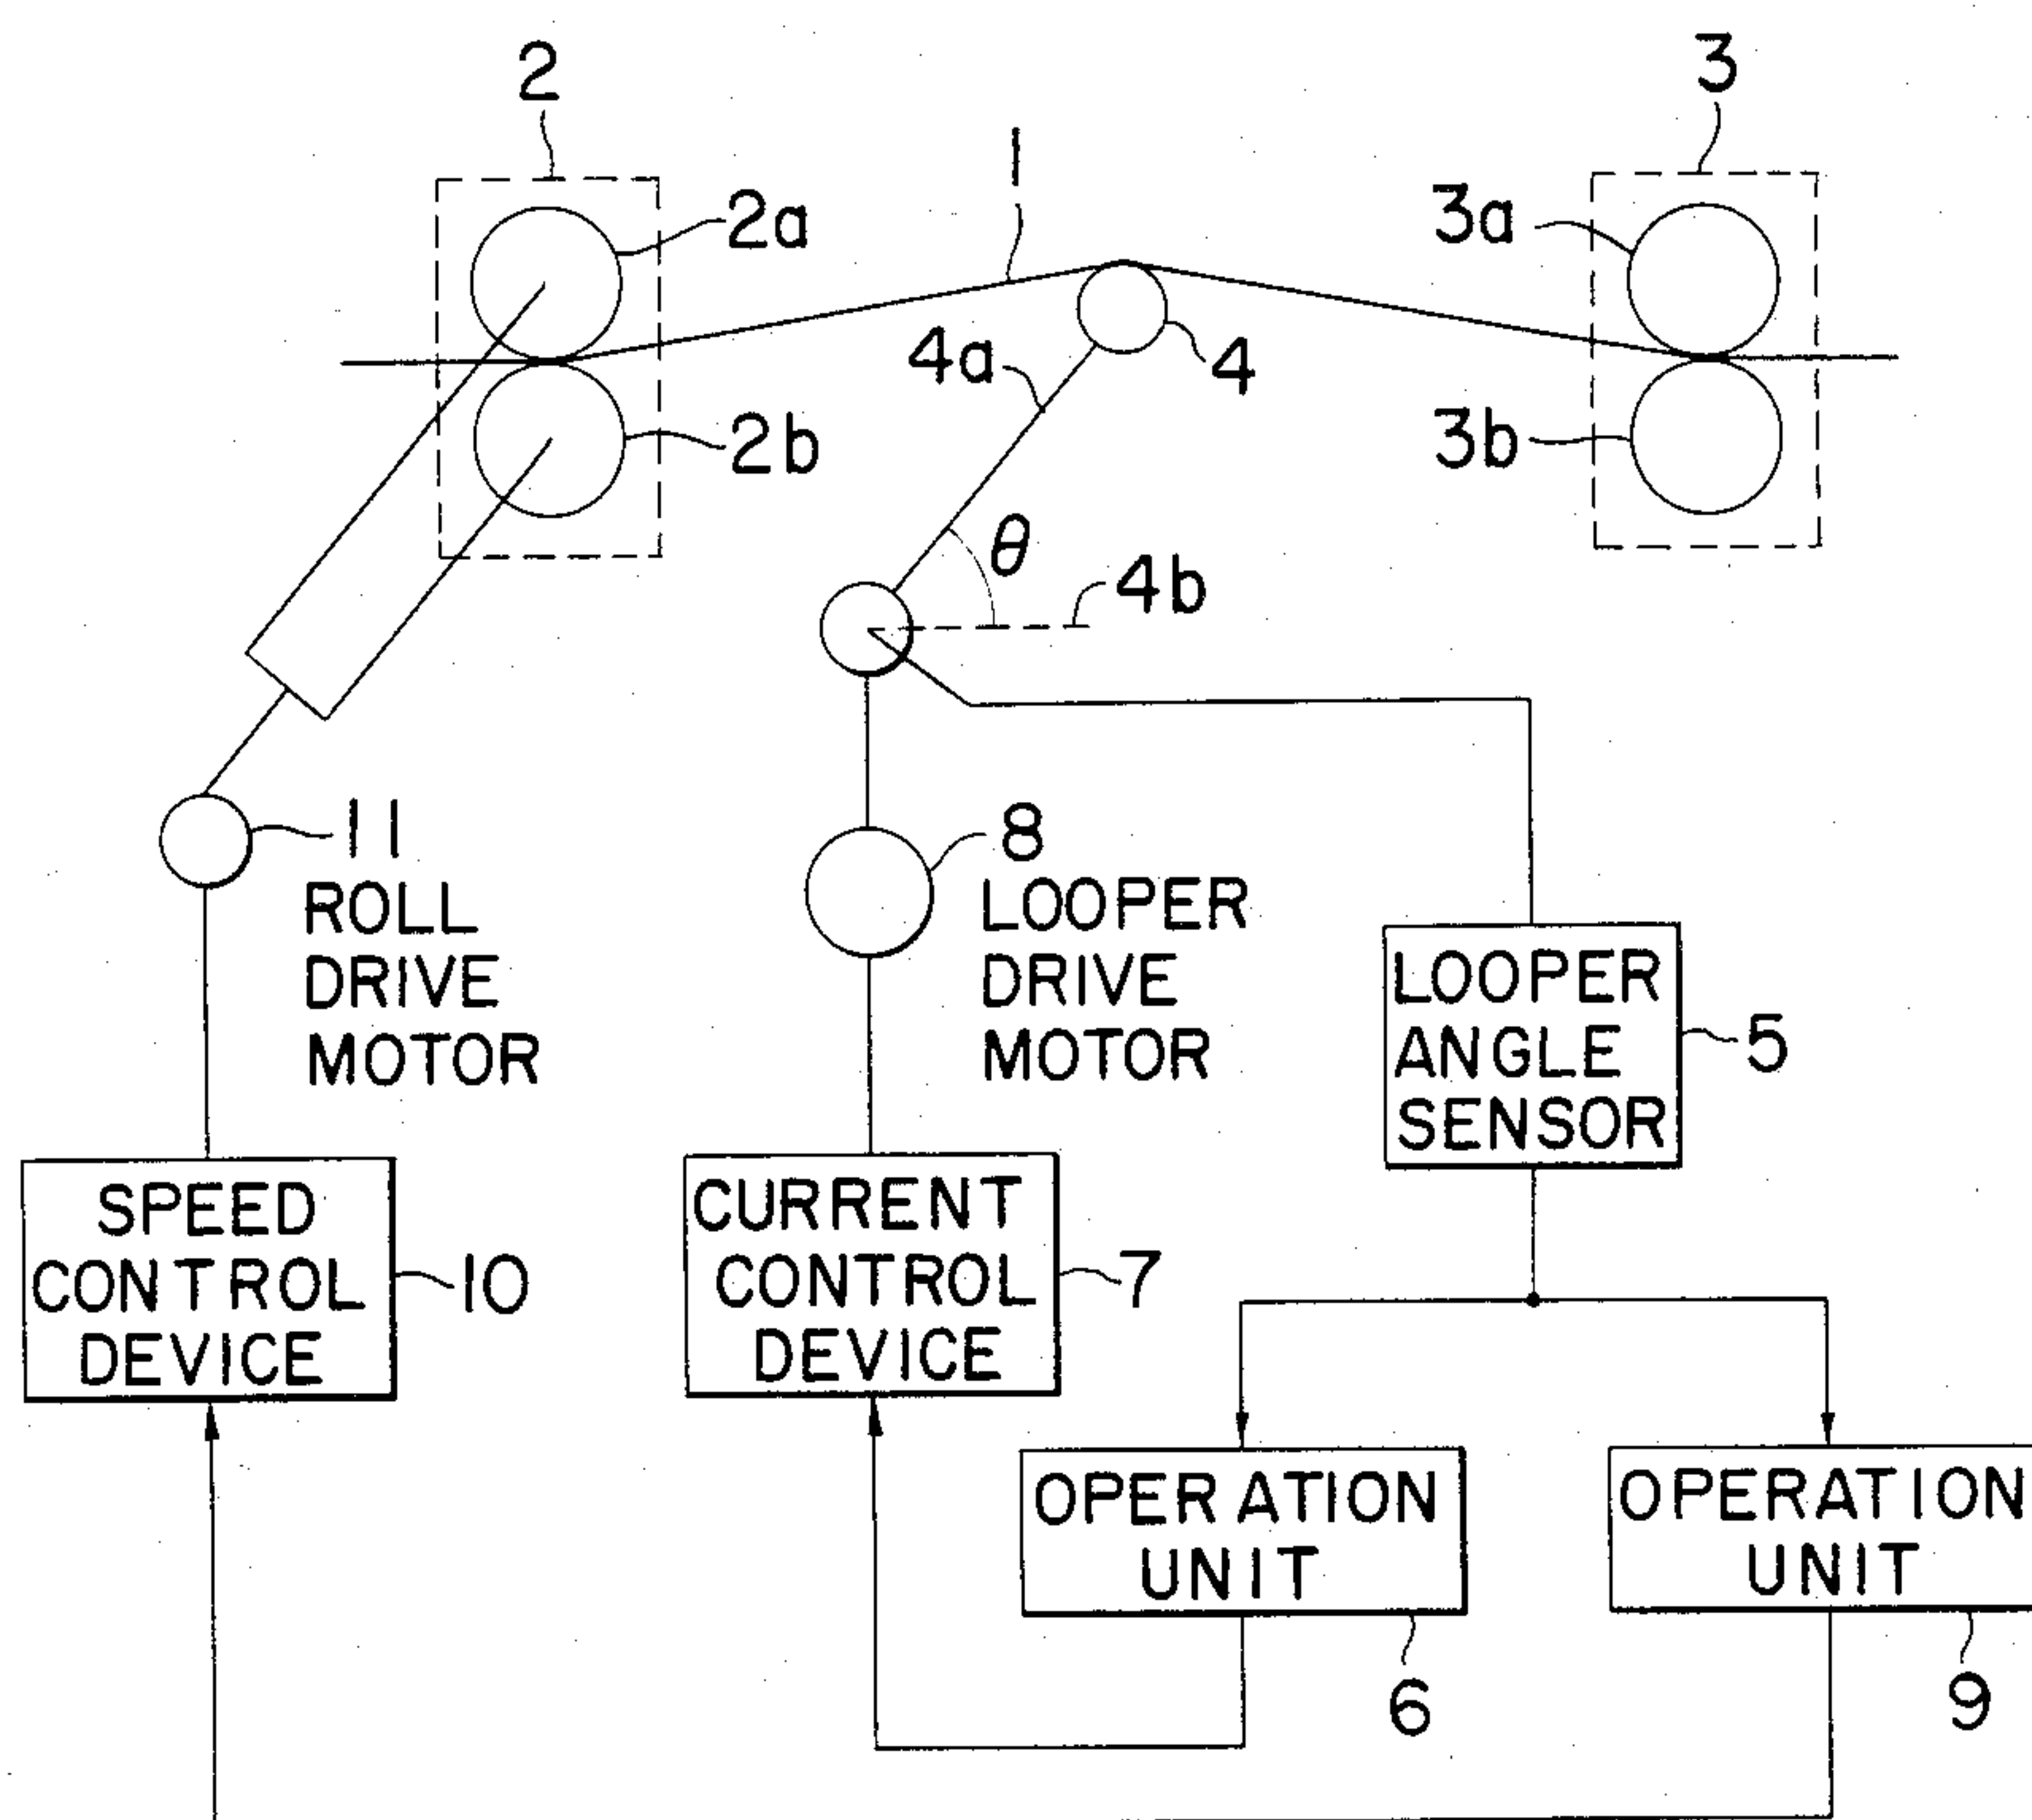 2
3
1
2a
3a
4a
4
2b
3b
θ
4b
11
ROLL
DRIVE
MOTOR
8
LOOPER
DRIVE
MOTOR
LOOPER
ANGLE
SENSOR
5
SPEED
CONTROL
DEVICE
10
CURRENT
CONTROL
DEVICE
7
OPERATION
UNIT
6
OPERATION
UNIT
9